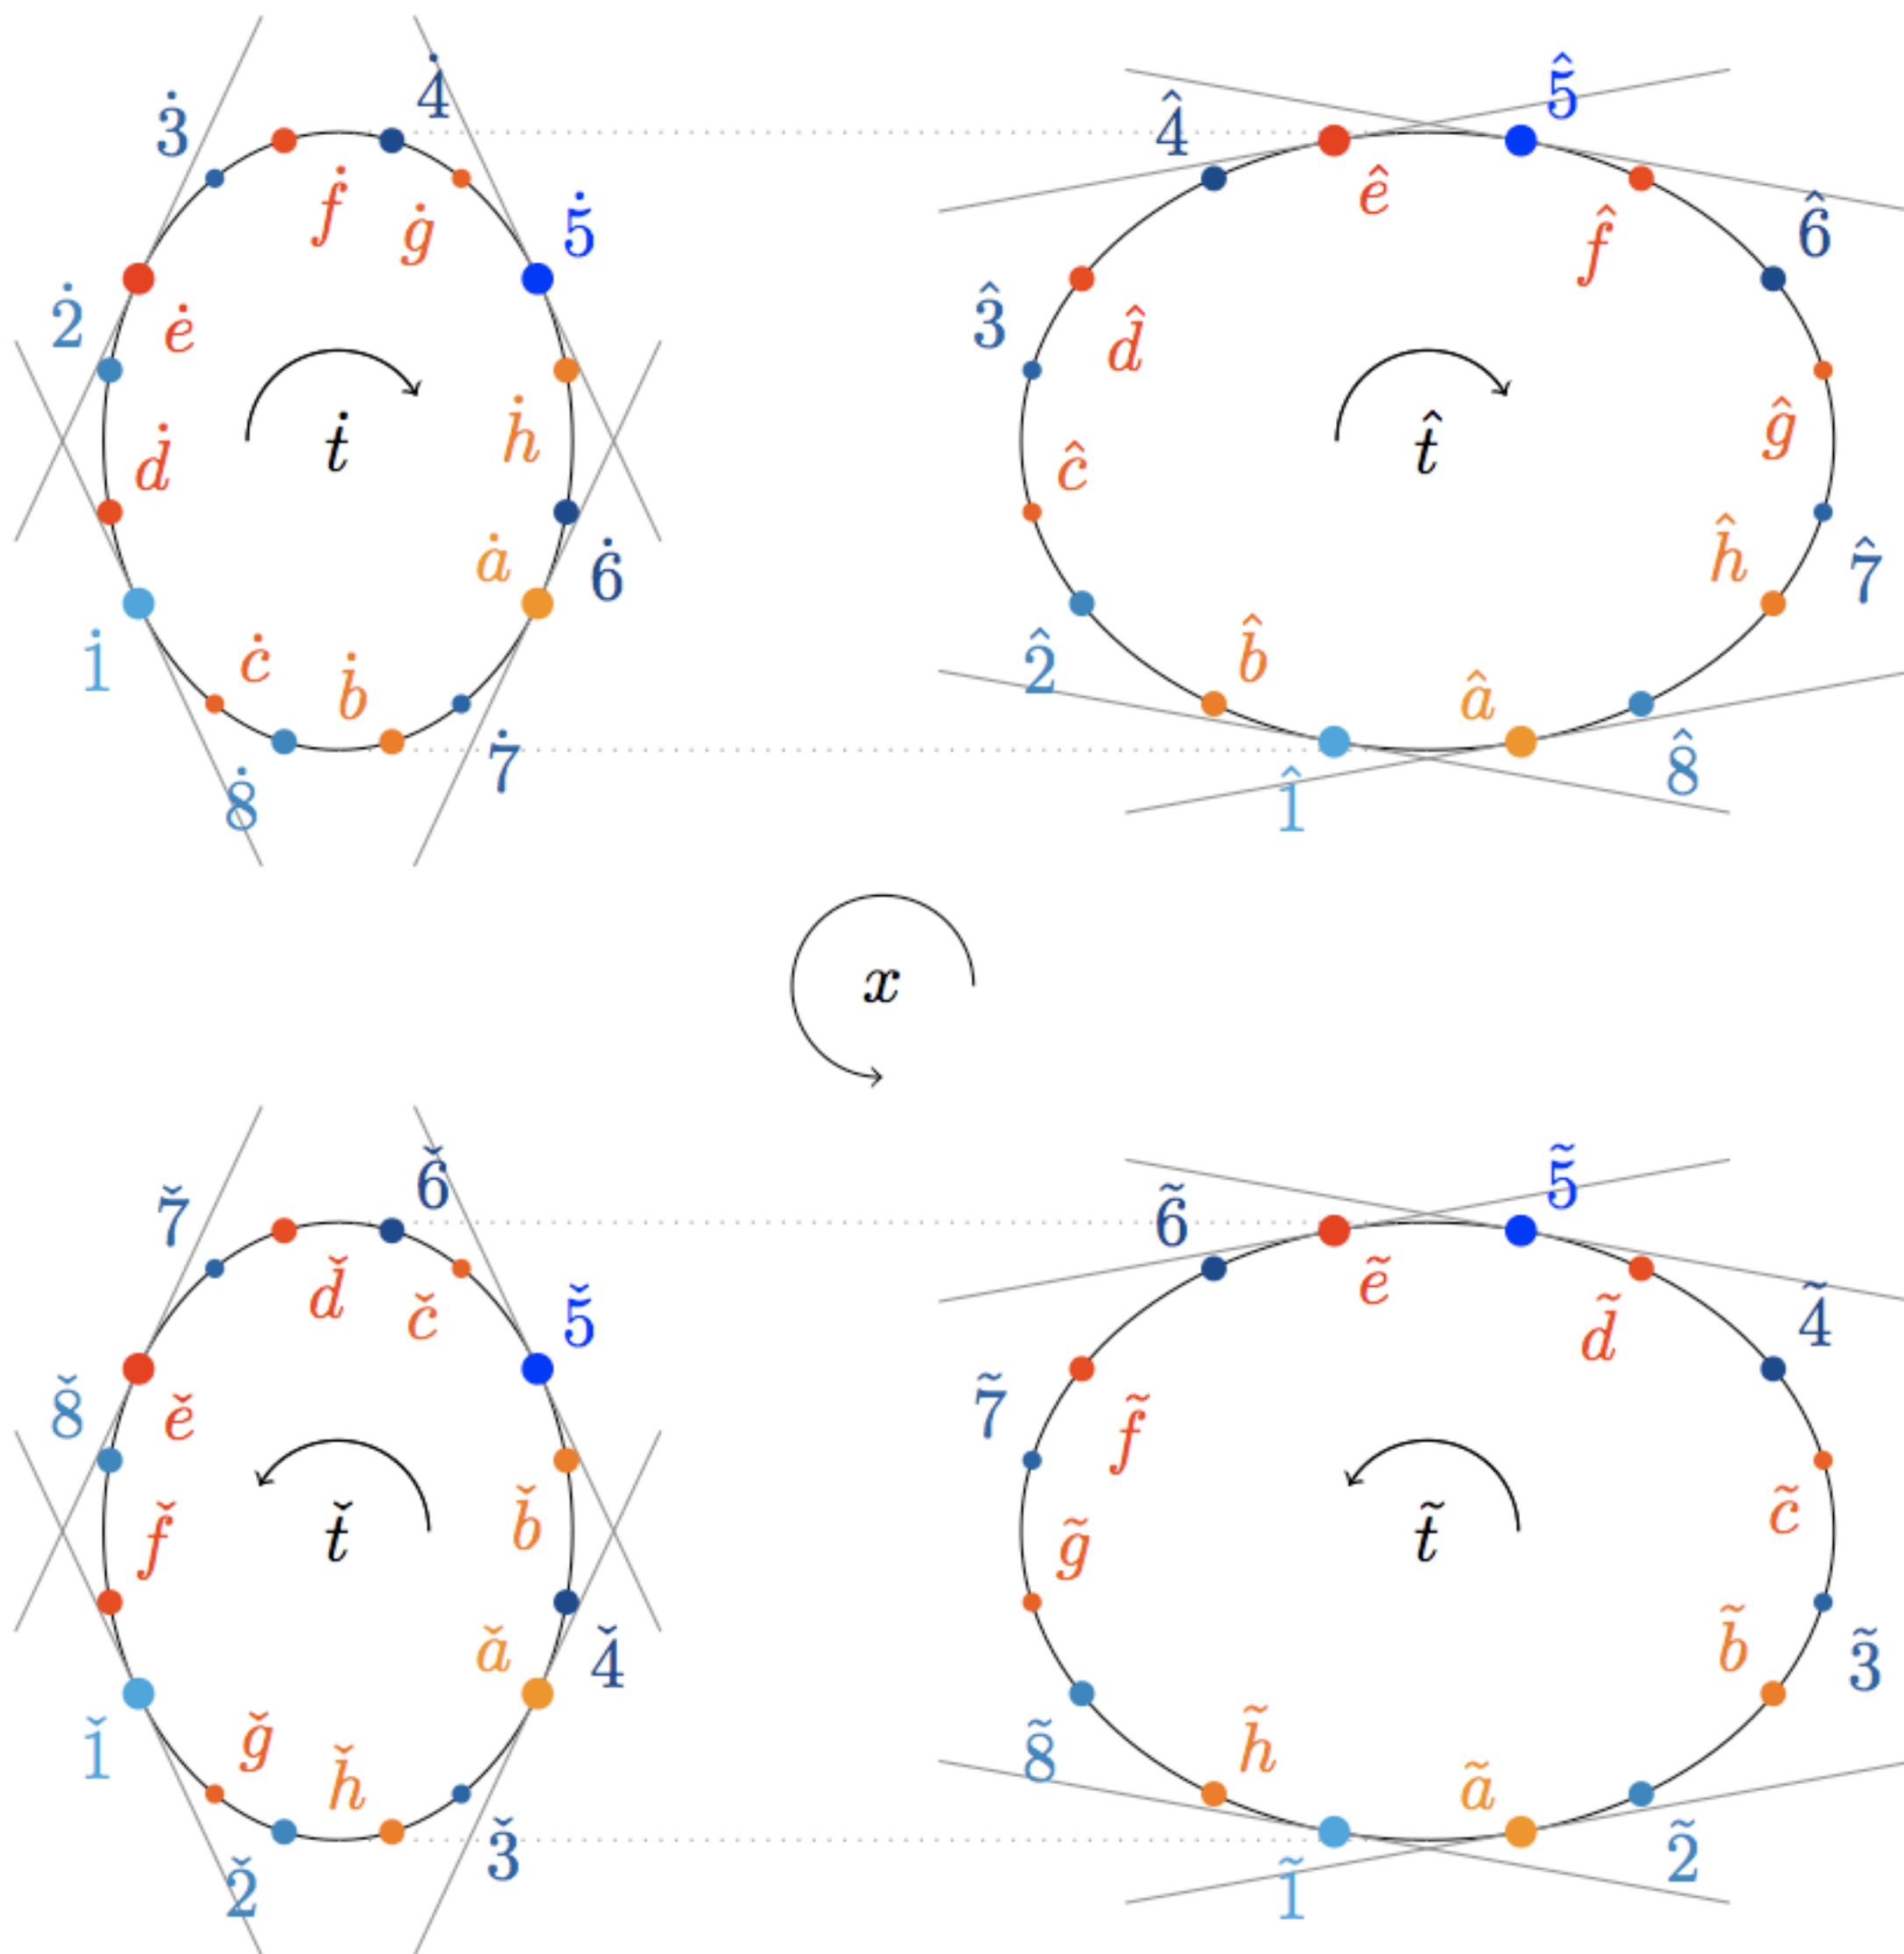 4̇ 5̂
3̇ 4̂
ḟ ġ 5̇ ê f̂ 6̂
2̇ ė 3̂ d̂
ḋ ṫ ḣ ĉ t̂ ĝ
ȧ 6̇ ĥ 7̂
1̇ ċ ḃ 2̂ b̂ â
8̇ 7̇ 1̂ 8̂
x
7̌ 6̌ 6̃ 5̃
ď č 5̌ ẽ d̃ 4̃
8̌ ě 7̃ f̃
f̌ ť b̌ g̃ t̃ c̃
ǎ 4̌ b̃ 3̃
1̌ ǧ ȟ 8̃ h̃ ã
2̌ 3̌ 1̃ 2̃